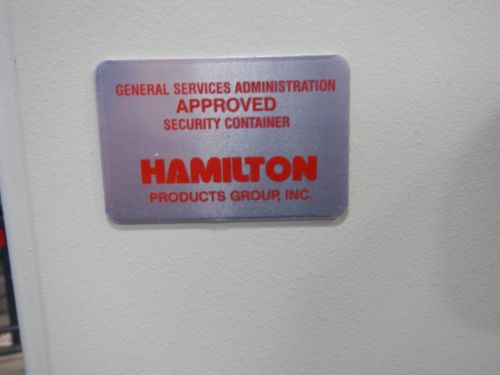 GENERAL SERVICES ADMINISTRATION
APPROVED
SECURITY CONTAINER
HAMILTON
PRODUCTS GROUP, INC.